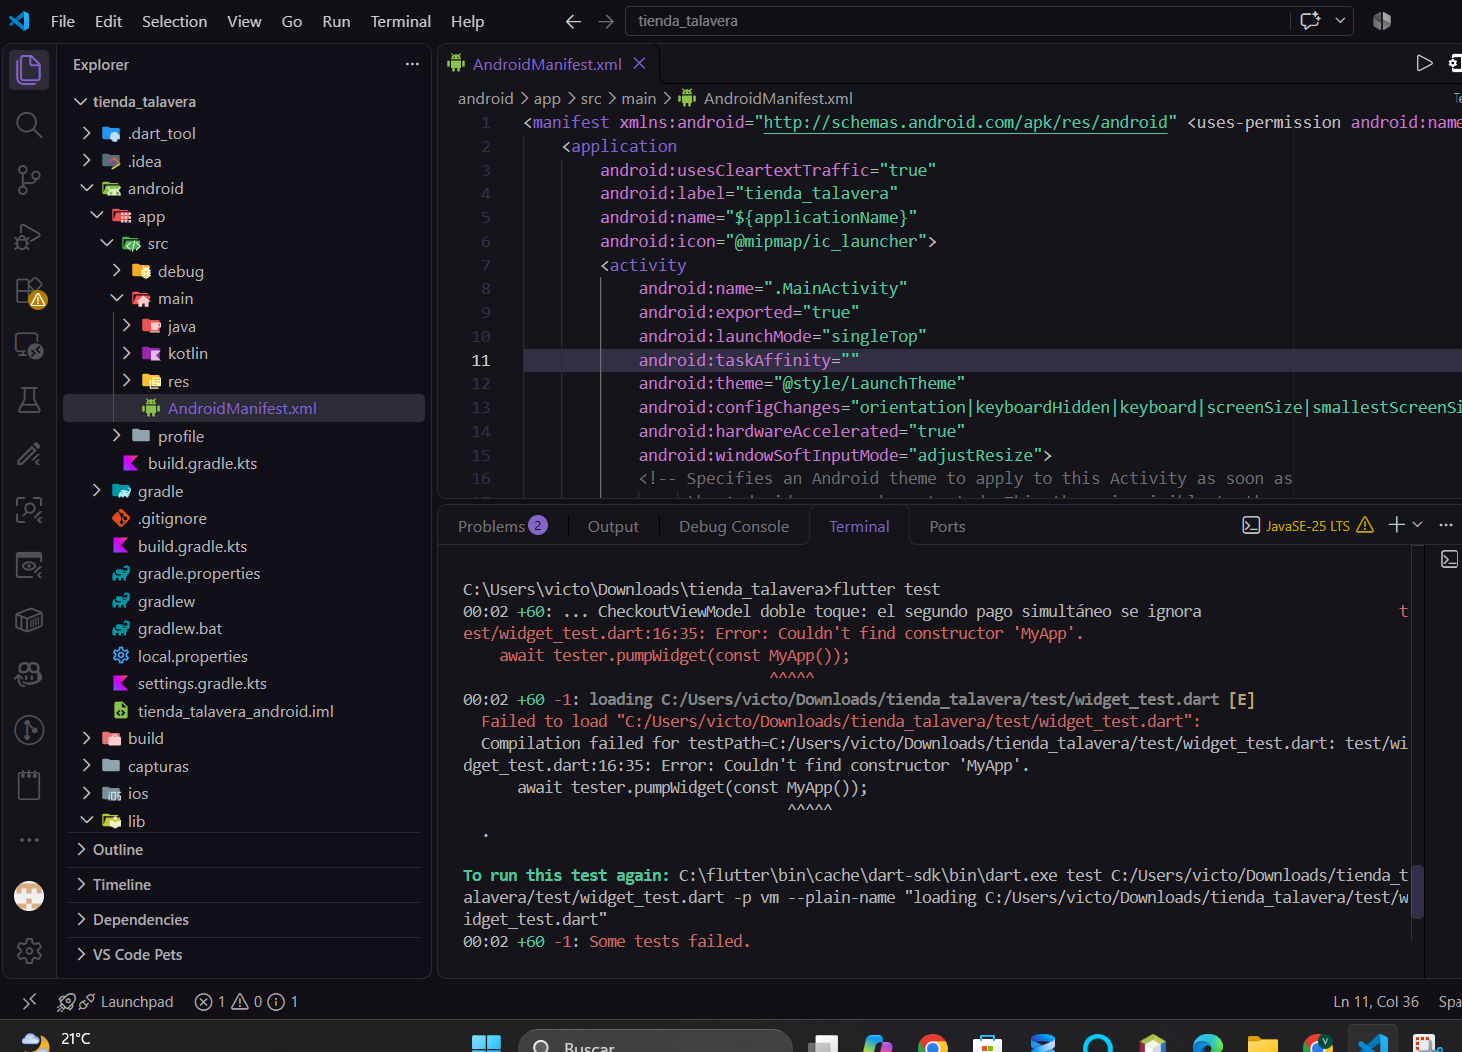 File Edit Selection View Go Run Terminal Help
tienda_talavera
Explorer
tienda_talavera
.dart_tool
.idea
android
app
src
debug
main
java
kotlin
res
AndroidManifest.xml
profile
build.gradle.kts
gradle
.gitignore
build.gradle.kts
gradle.properties
gradlew
gradlew.bat
local.properties
settings.gradle.kts
tienda_talavera_android.iml
build
capturas
ios
lib
Outline
Timeline
Dependencies
VS Code Pets
AndroidManifest.xml
android > app > src > main > AndroidManifest.xml
1 <manifest xmlns:android="http://schemas.android.com/apk/res/android" <uses-permission android:name
2 <application
3 android:usesCleartextTraffic="true"
4 android:label="tienda_talavera"
5 android:name="${applicationName}"
6 android:icon="@mipmap/ic_launcher">
7 <activity
8 android:name=".MainActivity"
9 android:exported="true"
10 android:launchMode="singleTop"
11 android:taskAffinity=""
12 android:theme="@style/LaunchTheme"
13 android:configChanges="orientation|keyboardHidden|keyboard|screenSize|smallestScreenSi
14 android:hardwareAccelerated="true"
15 android:windowSoftInputMode="adjustResize">
16 <!-- Specifies an Android theme to apply to this Activity as soon as
Problems 2 Output Debug Console Terminal Ports
JavaSE-25 LTS
C:\Users\victo\Downloads\tienda_talavera>flutter test
00:02 +60: ... CheckoutViewModel doble toque: el segundo pago simultáneo se ignora t
est/widget_test.dart:16:35: Error: Couldn't find constructor 'MyApp'.
await tester.pumpWidget(const MyApp());
^^^^^
00:02 +60 -1: loading C:/Users/victo/Downloads/tienda_talavera/test/widget_test.dart [E]
Failed to load "C:/Users/victo/Downloads/tienda_talavera/test/widget_test.dart":
Compilation failed for testPath=C:/Users/victo/Downloads/tienda_talavera/test/widget_test.dart: test/wi
dget_test.dart:16:35: Error: Couldn't find constructor 'MyApp'.
await tester.pumpWidget(const MyApp());
^^^^^
.
To run this test again: C:\flutter\bin\cache\dart-sdk\bin\dart.exe test C:/Users/victo/Downloads/tienda_t
alavera/test/widget_test.dart -p vm --plain-name "loading C:/Users/victo/Downloads/tienda_talavera/test/w
idget_test.dart"
00:02 +60 -1: Some tests failed.
Launchpad 1 0 1
Ln 11, Col 36 Spa
21°C
Buscar